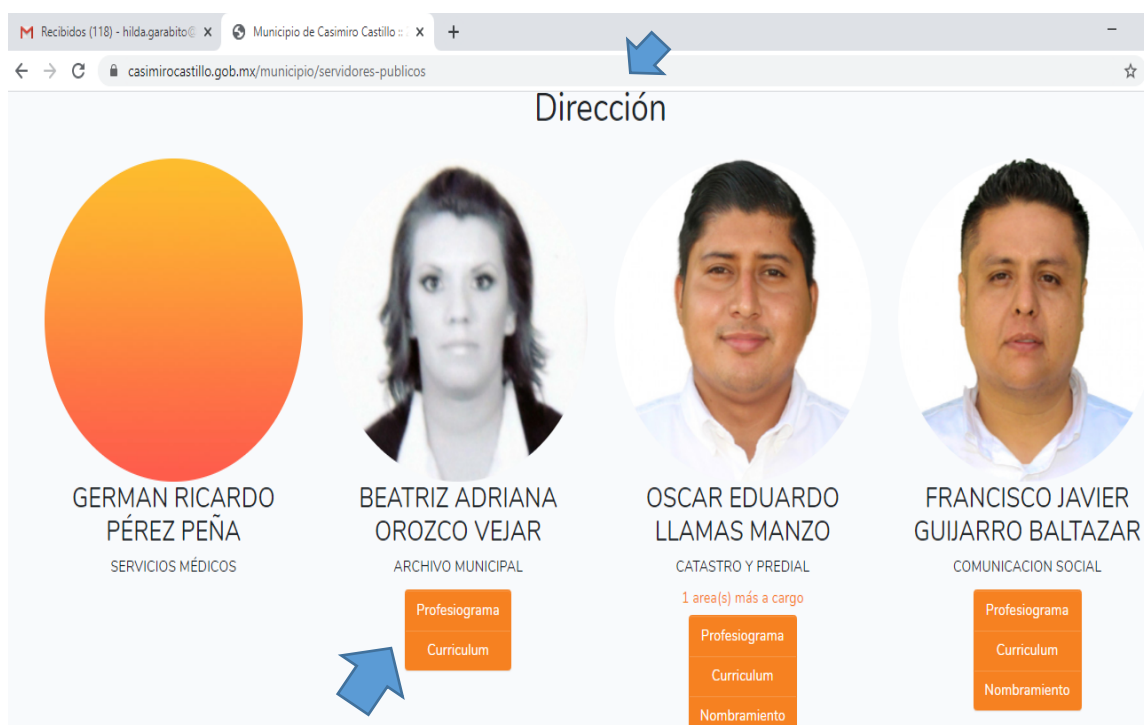 Recibidos (118) - hilda.garabito@
Municipio de Casimiro Castillo ::
casimirocastillo.gob.mx/municipio/servidores-publicos
Dirección
GERMAN RICARDO
PÉREZ PEÑA
SERVICIOS MÉDICOS
BEATRIZ ADRIANA
OROZCO VEJAR
ARCHIVO MUNICIPAL
Profesiograma
Curriculum
OSCAR EDUARDO
LLAMAS MANZO
CATASTRO Y PREDIAL
1 area(s) más a cargo
Profesiograma
Curriculum
Nombramiento
FRANCISCO JAVIER
GUIJARRO BALTAZAR
COMUNICACION SOCIAL
Profesiograma
Curriculum
Nombramiento